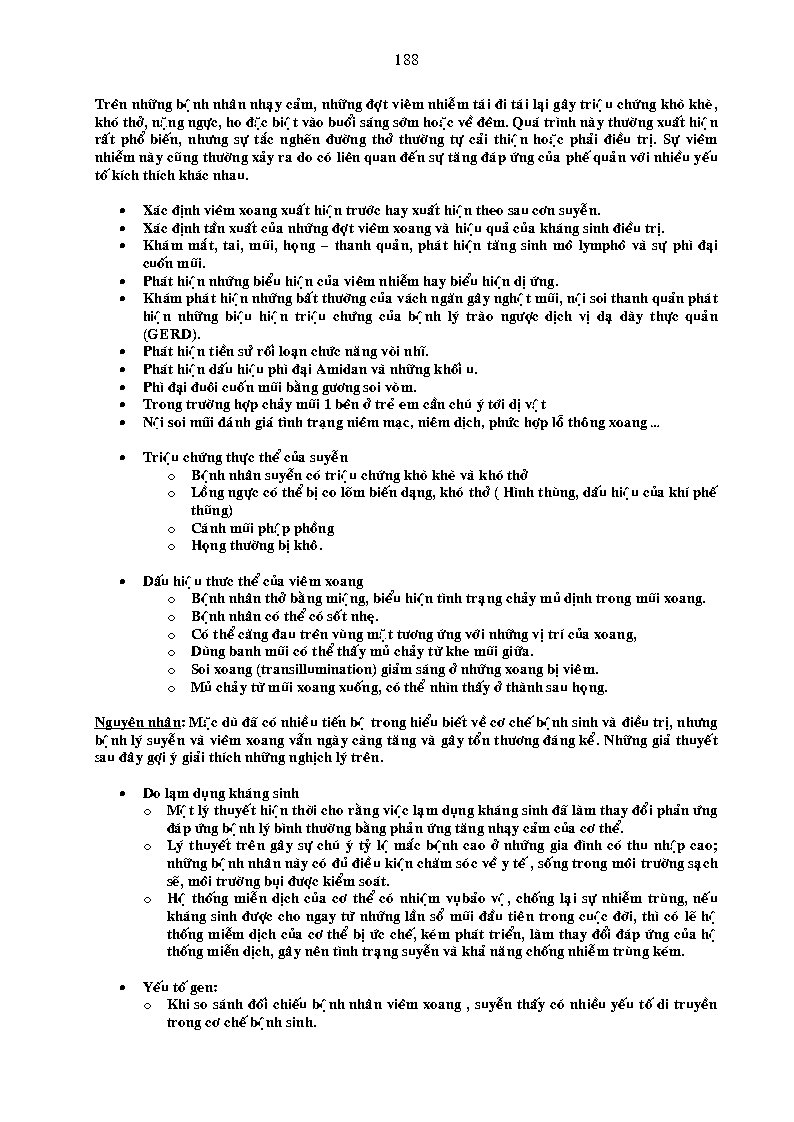 188
Trên những bệnh nhân nhạy cảm, những đợt viêm nhiễm tái đi tái lại gây triệu chứng khò khè,
khó thở, nặng ngực, ho đặc biệt vào buổi sáng sớm hoặc về đêm. Quá trình này thường xuất hiện
rất phổ biến, nhưng sự tắc nghẽn đường thở thường tự cải thiện hoặc phải điều trị. Sự viêm
nhiễm này cũng thường xảy ra do có liên quan đến sự tăng đáp ứng của phế quản với nhiều yếu
tố kích thích khác nhau.
• Xác định viêm xoang xuất hiện trước hay xuất hiện theo sau cơn suyễn.
• Xác định tần xuất của những đợt viêm xoang và hiệu quả của kháng sinh điều trị.
• Khám mắt, tai, mũi, họng – thanh quản, phát hiện tăng sinh mô lymphô và sự phì đại
cuốn mũi.
• Phát hiện những biểu hiện của viêm nhiễm hay biểu hiện dị ứng.
• Khám phát hiện những bất thường của vách ngăn gây nghẹt mũi, nội soi thanh quản phát
hiện những biệu hiện triệu chứng của bệnh lý trào ngược dịch vị dạ dày thực quản
(GERD).
• Phát hiện tiền sử rối loạn chức năng vòi nhĩ.
• Phát hiện dấu hiệu phì đại Amidan và những khối u.
• Phì đại đuôi cuốn mũi bằng gương soi vòm.
• Trong trường hợp chảy mũi 1 bên ở trẻ em cần chú ý tới dị vật
• Nội soi mũi đánh giá tình trạng niêm mạc, niêm dịch, phức hợp lỗ thông xoang ...
• Triệu chứng thực thể của suyễn
o Bệnh nhân suyễn có triệu chứng khò khè và khó thở
o Lồng ngực có thể bị co lõm biến dạng, khó thở ( Hình thùng, dấu hiệu của khí phế
thũng)
o Cánh mũi phập phồng
o Họng thường bị khô.
• Dấu hiệu thưc thể của viêm xoang
o Bệnh nhân thở bằng miệng, biểu hiện tình trạng chảy mủ dịnh trong mũi xoang.
o Bệnh nhân có thể có sốt nhẹ.
o Có thể căng đau trên vùng mặt tương ứng với những vị trí của xoang,
o Dùng banh mũi có thể thấy mủ chảy từ khe mũi giữa.
o Soi xoang (transillumination) giảm sáng ở những xoang bị viêm.
o Mủ chảy từ mũi xoang xuống, có thể nhìn thấy ở thành sau họng.
Nguyên nhân: Mặc dù đã có nhiều tiến bộ trong hiểu biết về cơ chế bệnh sinh và điều trị, nhưng
bệnh lý suyễn và viêm xoang vẫn ngày càng tăng và gây tổn thương đáng kể. Những giả thuyết
sau đây gợi ý giải thích những nghịch lý trên.
• Do lạm dụng kháng sinh
o Một lý thuyết hiện thời cho rằng việc lạm dụng kháng sinh đã làm thay đổi phản ứng
đáp ứng bệnh lý bình thường bằng phản ứng tăng nhạy cảm của cơ thể.
o Lý thuyết trên gây sự chú ý tỷ lệ mắc bệnh cao ở những gia đình có thu nhập cao;
những bệnh nhân này có đủ điều kiện chăm sóc về y tế , sống trong môi trường sạch
sẽ, môi trường bụi được kiểm soát.
o Hệ thống miễn dịch của cơ thể có nhiệm vụbảo vệ, chống lại sự nhiễm trùng, nếu
kháng sinh được cho ngay từ những lần sổ mũi đầu tiên trong cuộc đời, thì có lẽ hệ
thống miễm dịch của cơ thể bị ức chế, kém phát triển, làm thay đổi đáp ứng của hệ
thống miễn dịch, gây nên tình trạng suyễn và khả năng chống nhiễm trùng kém.
• Yếu tố gen:
o Khi so sánh đối chiếu bệnh nhân viêm xoang , suyễn thấy có nhiều yếu tố di truyền
trong cơ chế bệnh sinh.